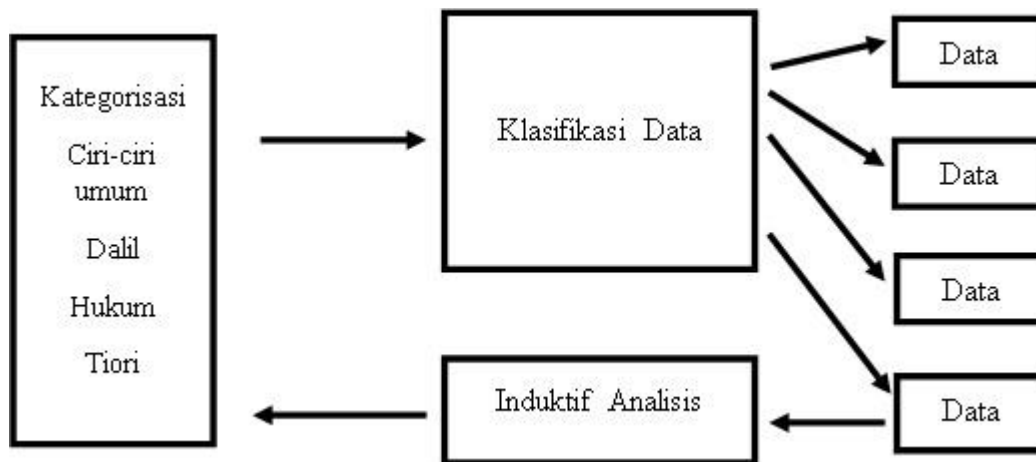 Kategorisasi
Ciri-ciri
umum
Dalil
Hukum
Tiori
Klasifikasi Data
Induktif Analisis
Data
Data
Data
Data